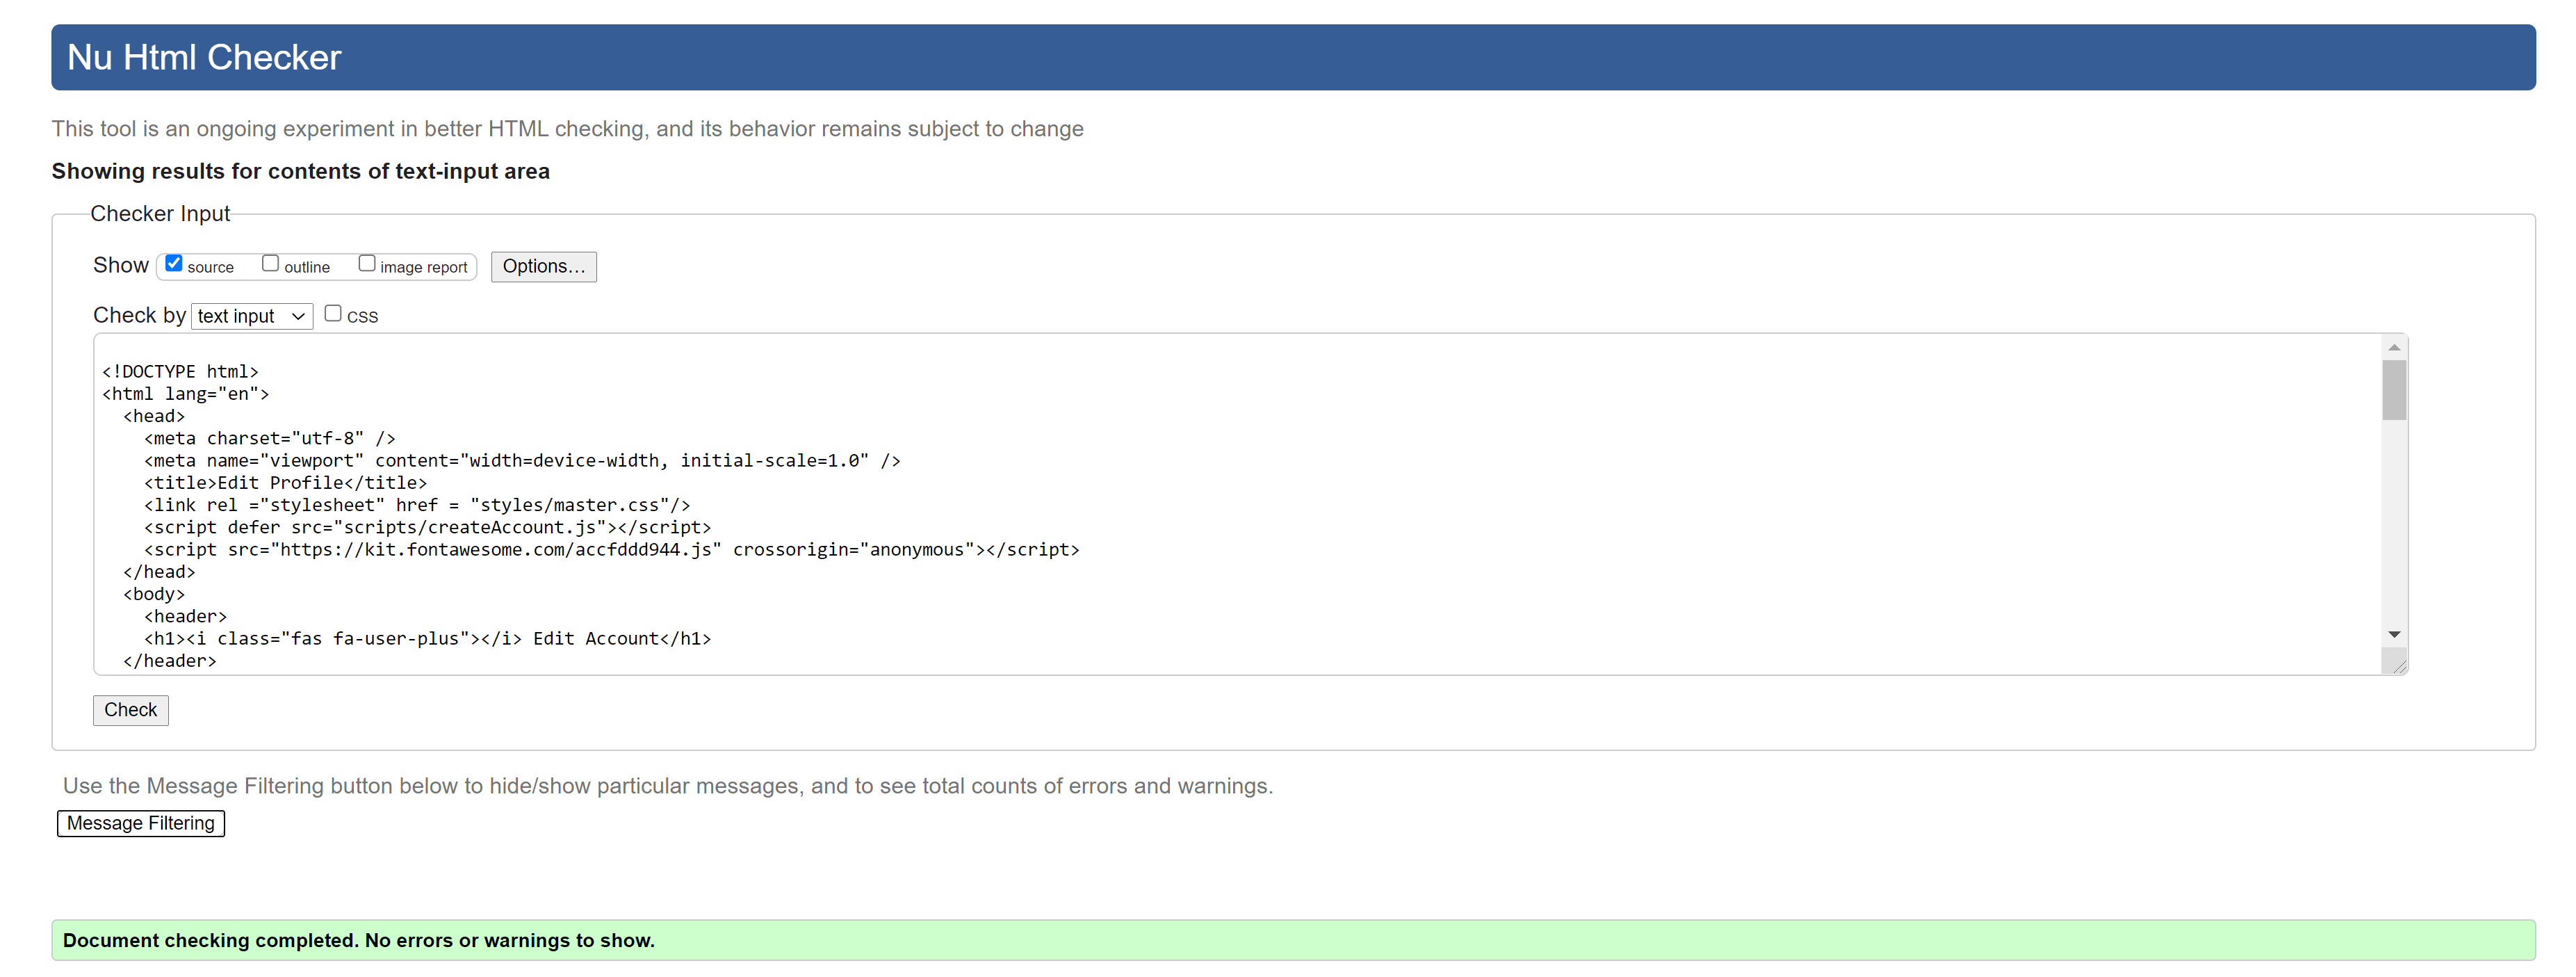 Nu Html Checker
This tool is an ongoing experiment in better HTML checking, and its behavior remains subject to change
Showing results for contents of text-input area
Checker Input
Show source outline image report Options…
Check by text input css
<!DOCTYPE html>
<html lang="en">
  <head>
    <meta charset="utf-8" />
    <meta name="viewport" content="width=device-width, initial-scale=1.0" />
    <title>Edit Profile</title>
    <link rel ="stylesheet" href = "styles/master.css"/>
    <script defer src="scripts/createAccount.js"></script>
    <script src="https://kit.fontawesome.com/accfddd944.js" crossorigin="anonymous"></script>
  </head>
  <body>
    <header>
    <h1><i class="fas fa-user-plus"></i> Edit Account</h1>
  </header>
Check
Use the Message Filtering button below to hide/show particular messages, and to see total counts of errors and warnings.
Message Filtering
Document checking completed. No errors or warnings to show.